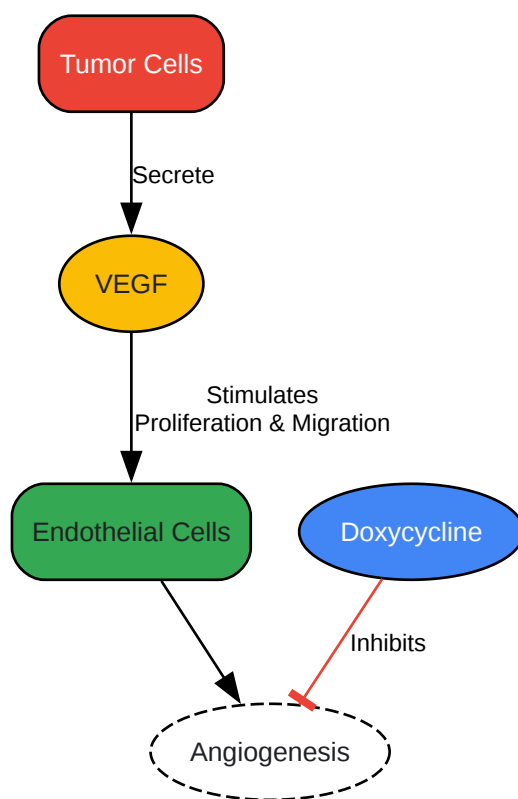 Tumor Cells
Secrete
VEGF
Stimulates
Proliferation & Migration
Endothelial Cells
Doxycycline
Inhibits
Angiogenesis